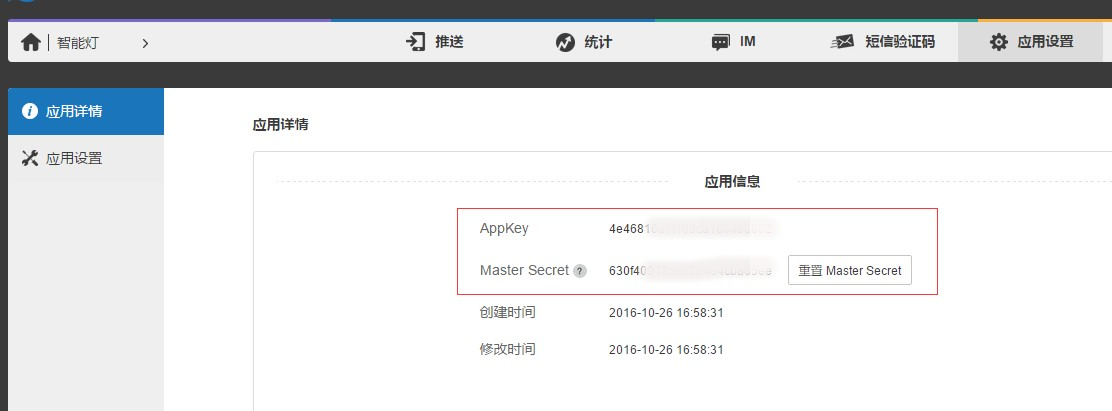 智能灯
推送
统计
IM
短信验证码
应用设置
应用详情
应用设置
应用详情
应用信息
AppKey 4e4681
Master Secret ? 630f40 重置 Master Secret
创建时间 2016-10-26 16:58:31
修改时间 2016-10-26 16:58:31